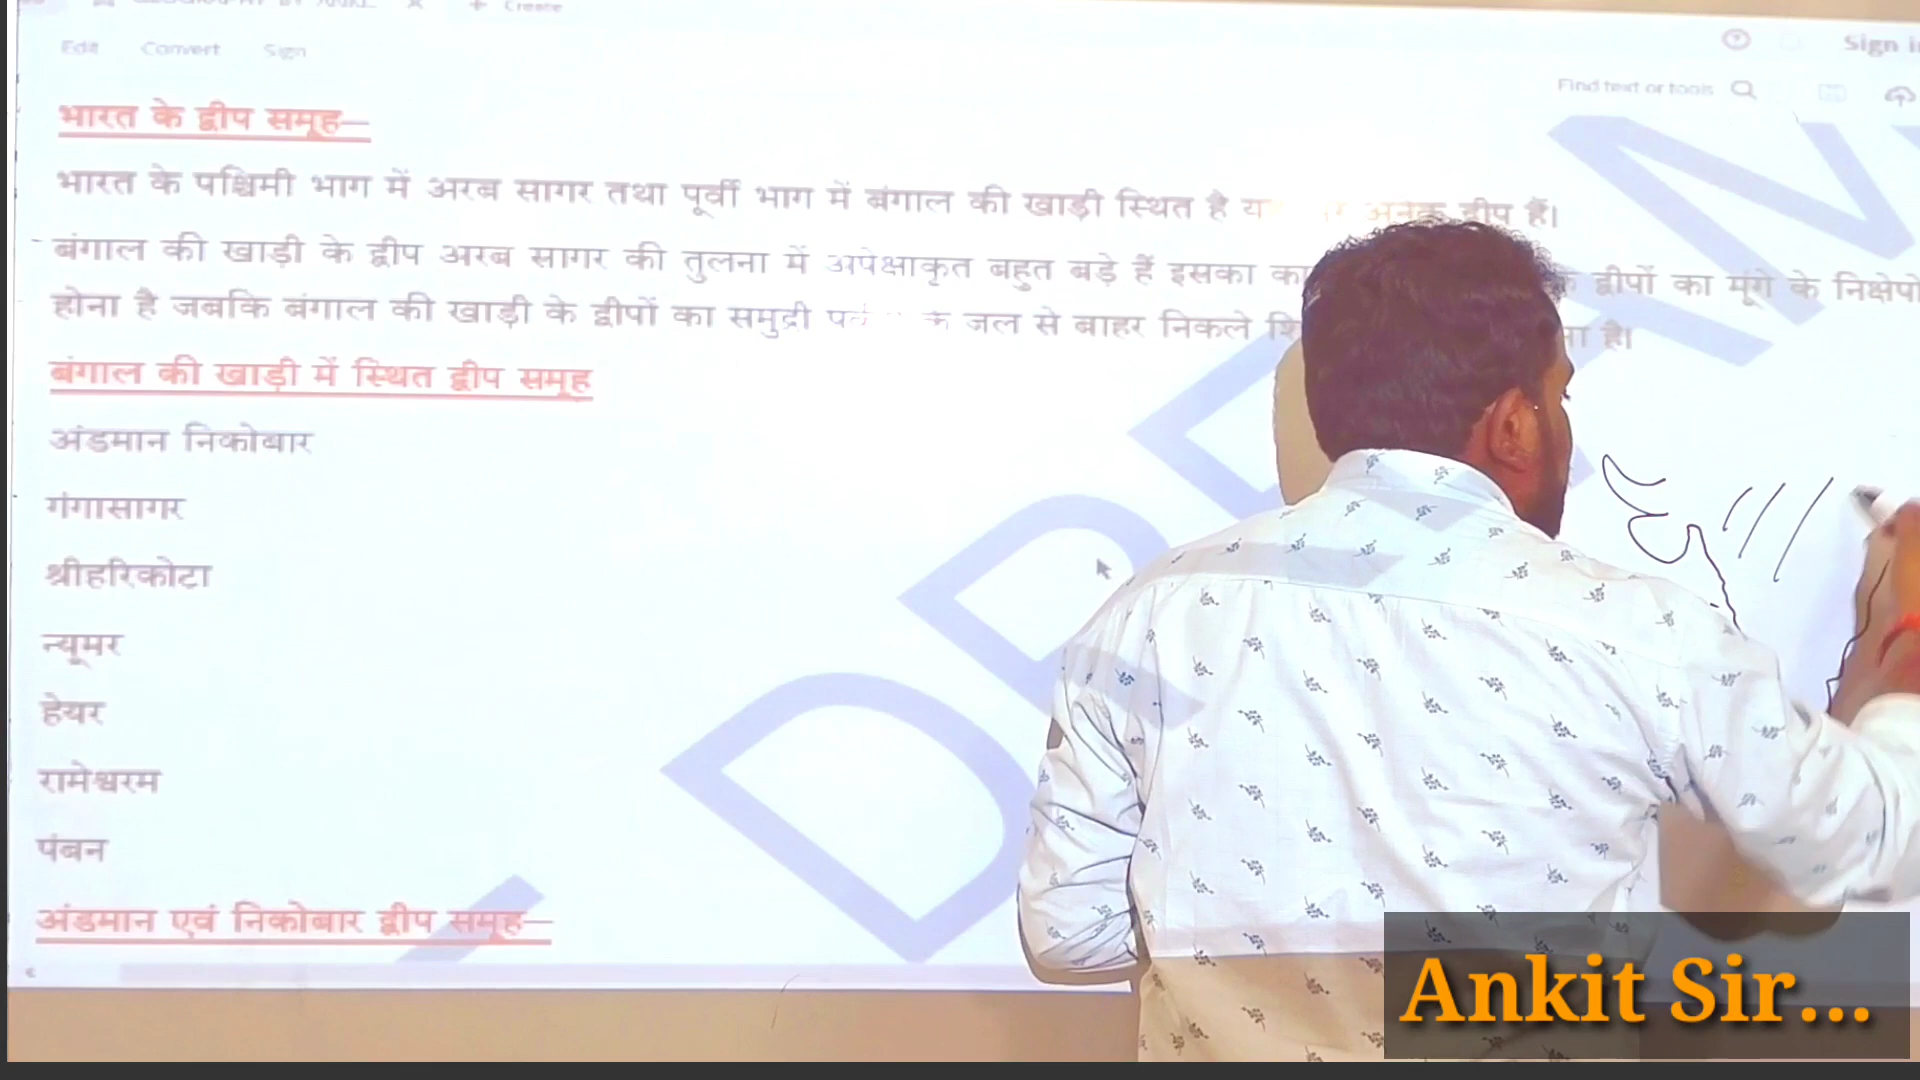 Create
Edit Convert Sign
Sign
Find text or tools
भारत के द्वीप समूह—
भारत के पश्चिमी भाग में अरब सागर तथा पूर्वी भाग में बंगाल की खाड़ी स्थित है अनेक द्वीप हैं।
बंगाल की खाड़ी के द्वीप अरब सागर की तुलना में अपेक्षाकृत बहुत बड़े हैं इसका द्वीपों का मूंगे के निक्षेपो
होना है जबकि बंगाल की खाड़ी के द्वीपों का समुद्री जल से बाहर निकले है।
बंगाल की खाड़ी में स्थित द्वीप समूह
अंडमान निकोबार
गंगासागर
श्रीहरिकोटा
न्यूमर
हेयर
रामेश्वरम
पंबन
अंडमान एवं निकोबार द्वीप समूह—
Ankit Sir...